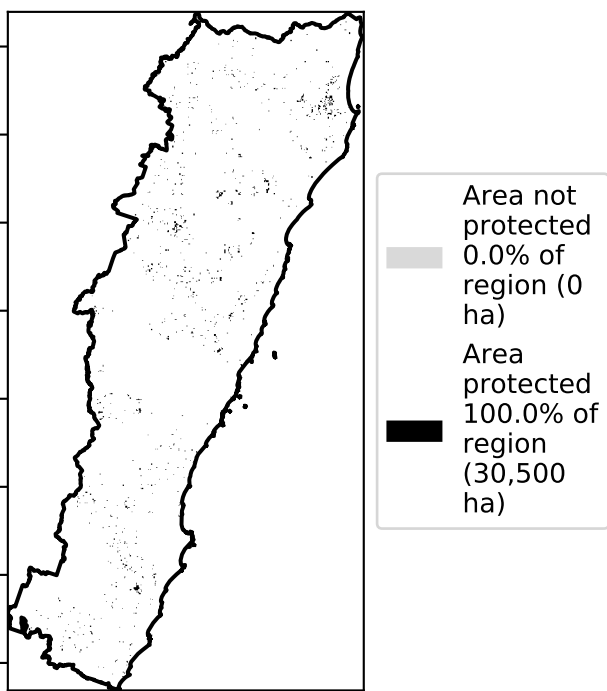 Area not
protected
0.0% of
region (0
ha)
Area
protected
100.0% of
region
(30,500
ha)